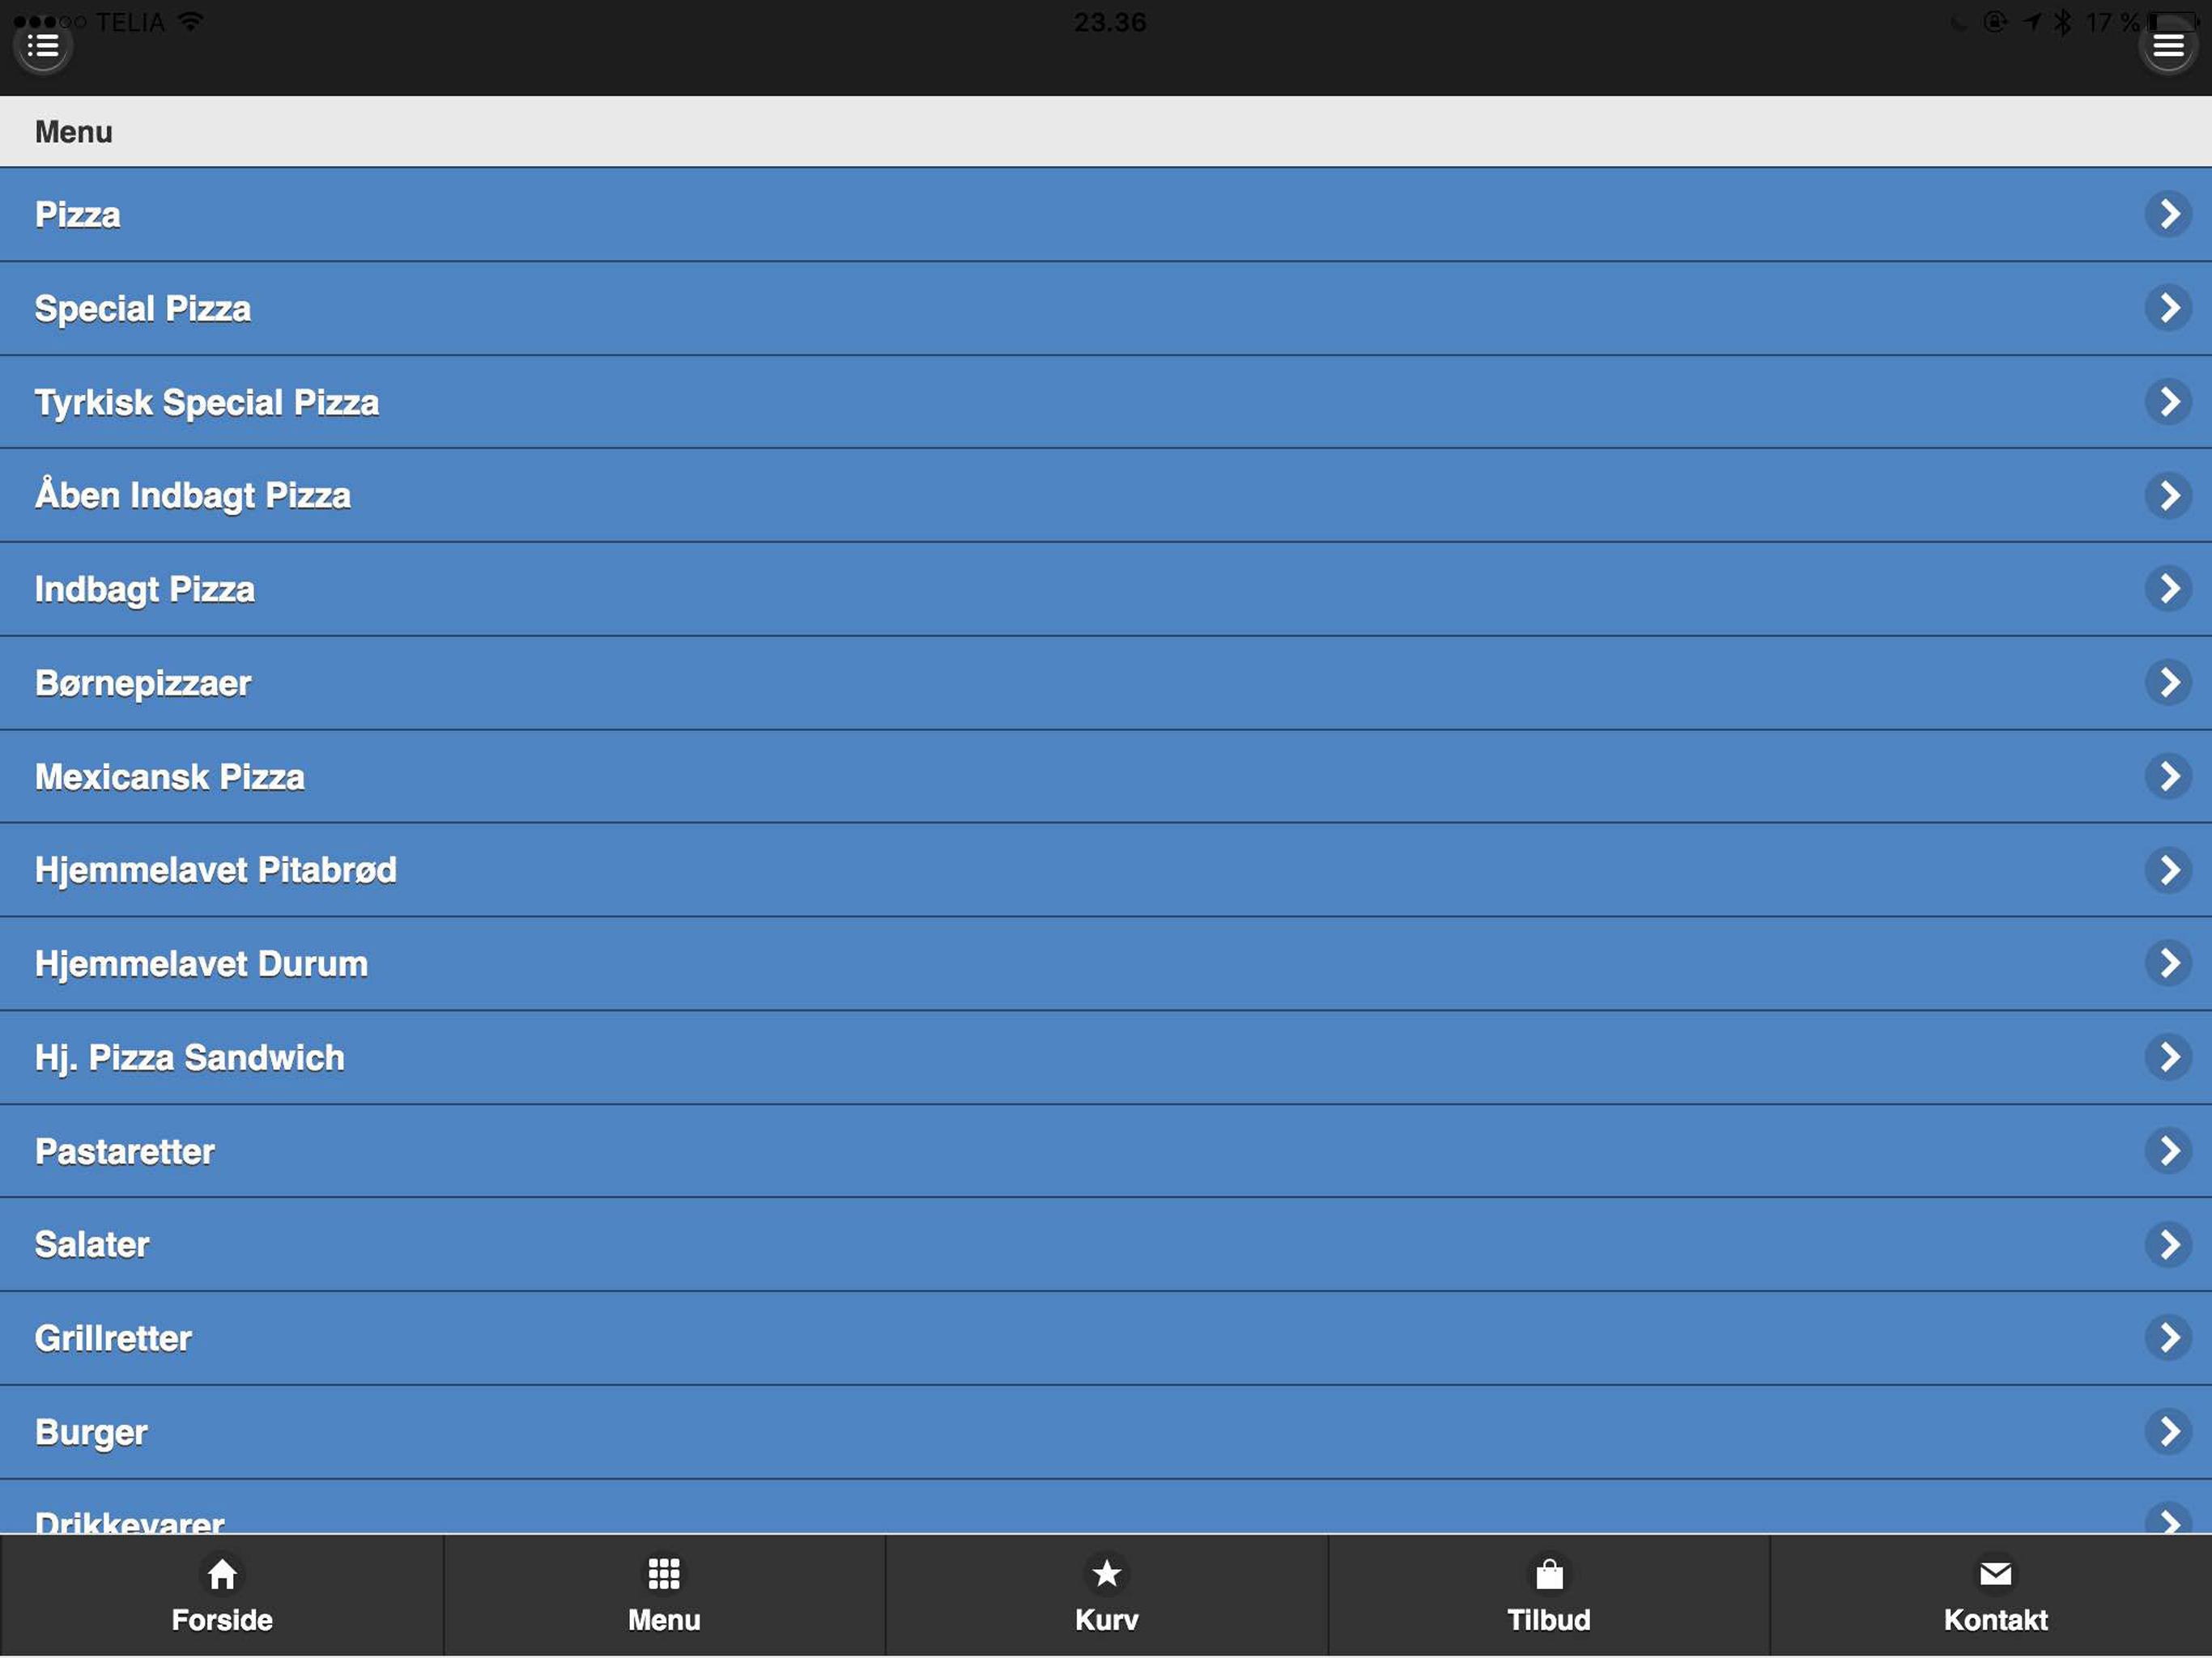 TELIA 23.36 17 %
Menu
Pizza
Special Pizza
Tyrkisk Special Pizza
Åben Indbagt Pizza
Indbagt Pizza
Børnepizzaer
Mexicansk Pizza
Hjemmelavet Pitabrød
Hjemmelavet Durum
Hj. Pizza Sandwich
Pastaretter
Salater
Grillretter
Burger
Drikkevarer
Forside Menu Kurv Tilbud Kontakt